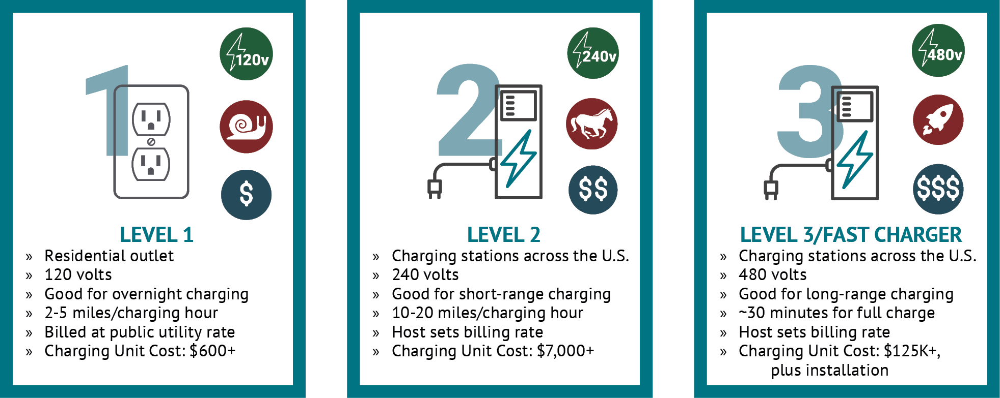 1
120v
$
LEVEL 1
» Residential outlet
» 120 volts
» Good for overnight charging
» 2-5 miles/charging hour
» Billed at public utility rate
» Charging Unit Cost: $600+
2
240v
$$
LEVEL 2
» Charging stations across the U.S.
» 240 volts
» Good for short-range charging
» 10-20 miles/charging hour
» Host sets billing rate
» Charging Unit Cost: $7,000+
3
480v
$$$
LEVEL 3/FAST CHARGER
» Charging stations across the U.S.
» 480 volts
» Good for long-range charging
» ~30 minutes for full charge
» Host sets billing rate
» Charging Unit Cost: $125K+,
plus installation